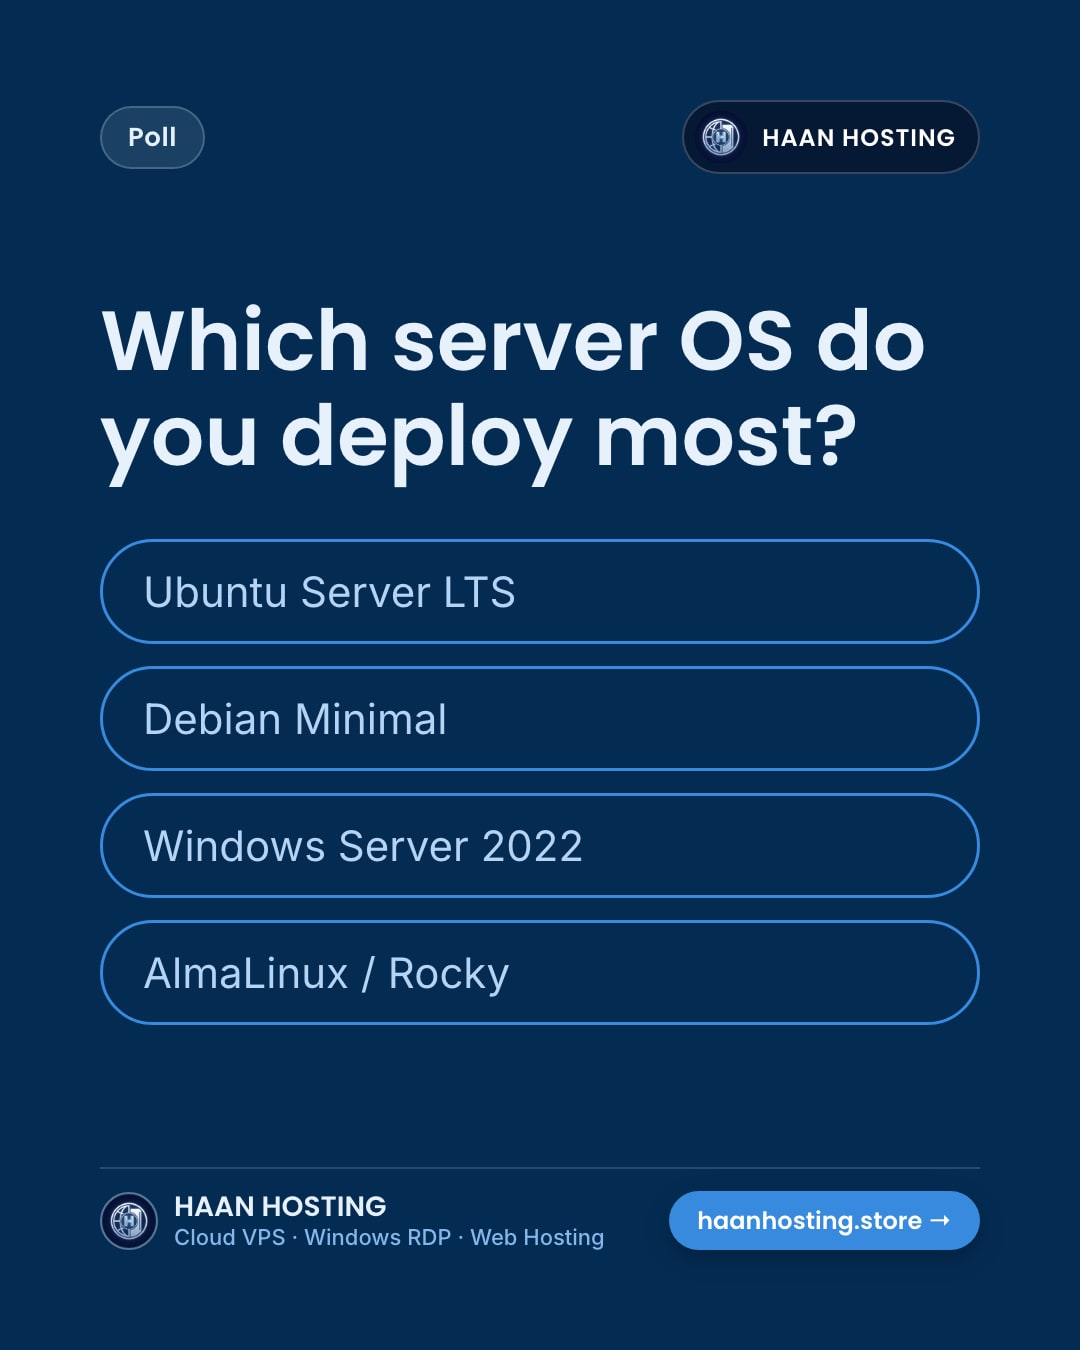 Poll
HAAN HOSTING
Which server OS do
you deploy most?
Ubuntu Server LTS
Debian Minimal
Windows Server 2022
AlmaLinux / Rocky
HAAN HOSTING
Cloud VPS · Windows RDP · Web Hosting
haanhosting.store →